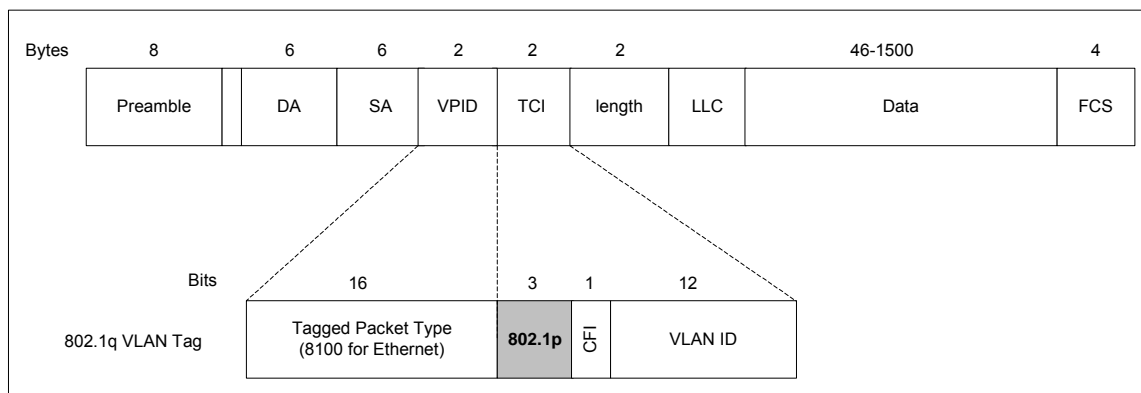 Bytes 8 6 6 2 2 2 46-1500 4
Preamble DA SA VPID TCI length LLC Data FCS
Bits 16 3 1 12
802.1q VLAN Tag
Tagged Packet Type
(8100 for Ethernet)
802.1p
CFI
VLAN ID